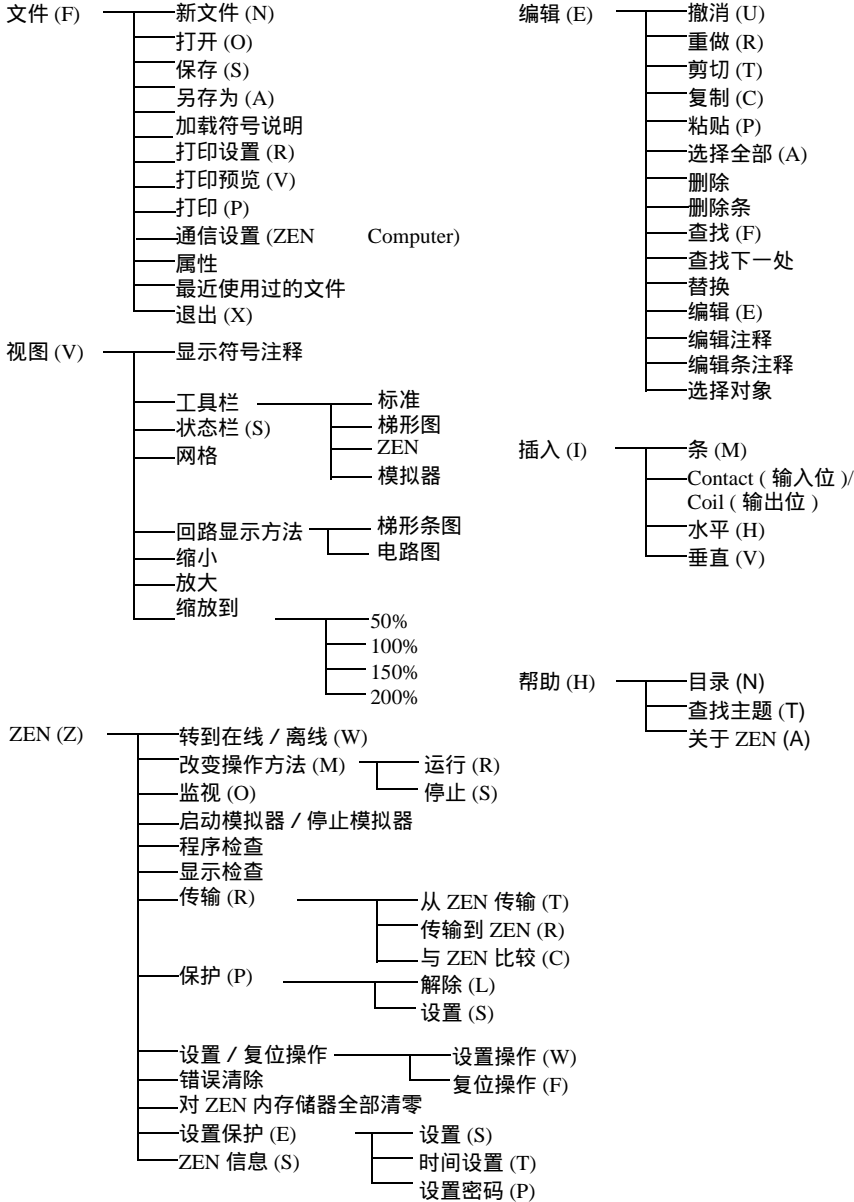 文件 (F)
新文件 (N)
打开 (O)
保存 (S)
另存为 (A)
加载符号说明
打印设置 (R)
打印预览 (V)
打印 (P)
通信设置 (ZEN Computer)
属性
最近使用过的文件
退出 (X)
视图 (V)
显示符号注释
工具栏
标准
梯形图
ZEN
模拟器
状态栏 (S)
网格
回路显示方法
梯形条图
电路图
缩小
放大
缩放到
50%
100%
150%
200%
ZEN (Z)
转到在线 / 离线 (W)
改变操作方法 (M)
运行 (R)
停止 (S)
监视 (O)
启动模拟器 / 停止模拟器
程序检查
显示检查
传输 (R)
从 ZEN 传输 (T)
传输到 ZEN (R)
与 ZEN 比较 (C)
保护 (P)
解除 (L)
设置 (S)
设置 / 复位操作
设置操作 (W)
复位操作 (F)
错误清除
对 ZEN 内存储器全部清零
设置保护 (E)
设置 (S)
时间设置 (T)
设置密码 (P)
ZEN 信息 (S)
编辑 (E)
撤消 (U)
重做 (R)
剪切 (T)
复制 (C)
粘贴 (P)
选择全部 (A)
删除
删除条
查找 (F)
查找下一处
替换
编辑 (E)
编辑注释
编辑条注释
选择对象
插入 (I)
条 (M)
Contact ( 输入位 )/
Coil ( 输出位 )
水平 (H)
垂直 (V)
帮助 (H)
目录 (N)
查找主题 (T)
关于 ZEN (A)